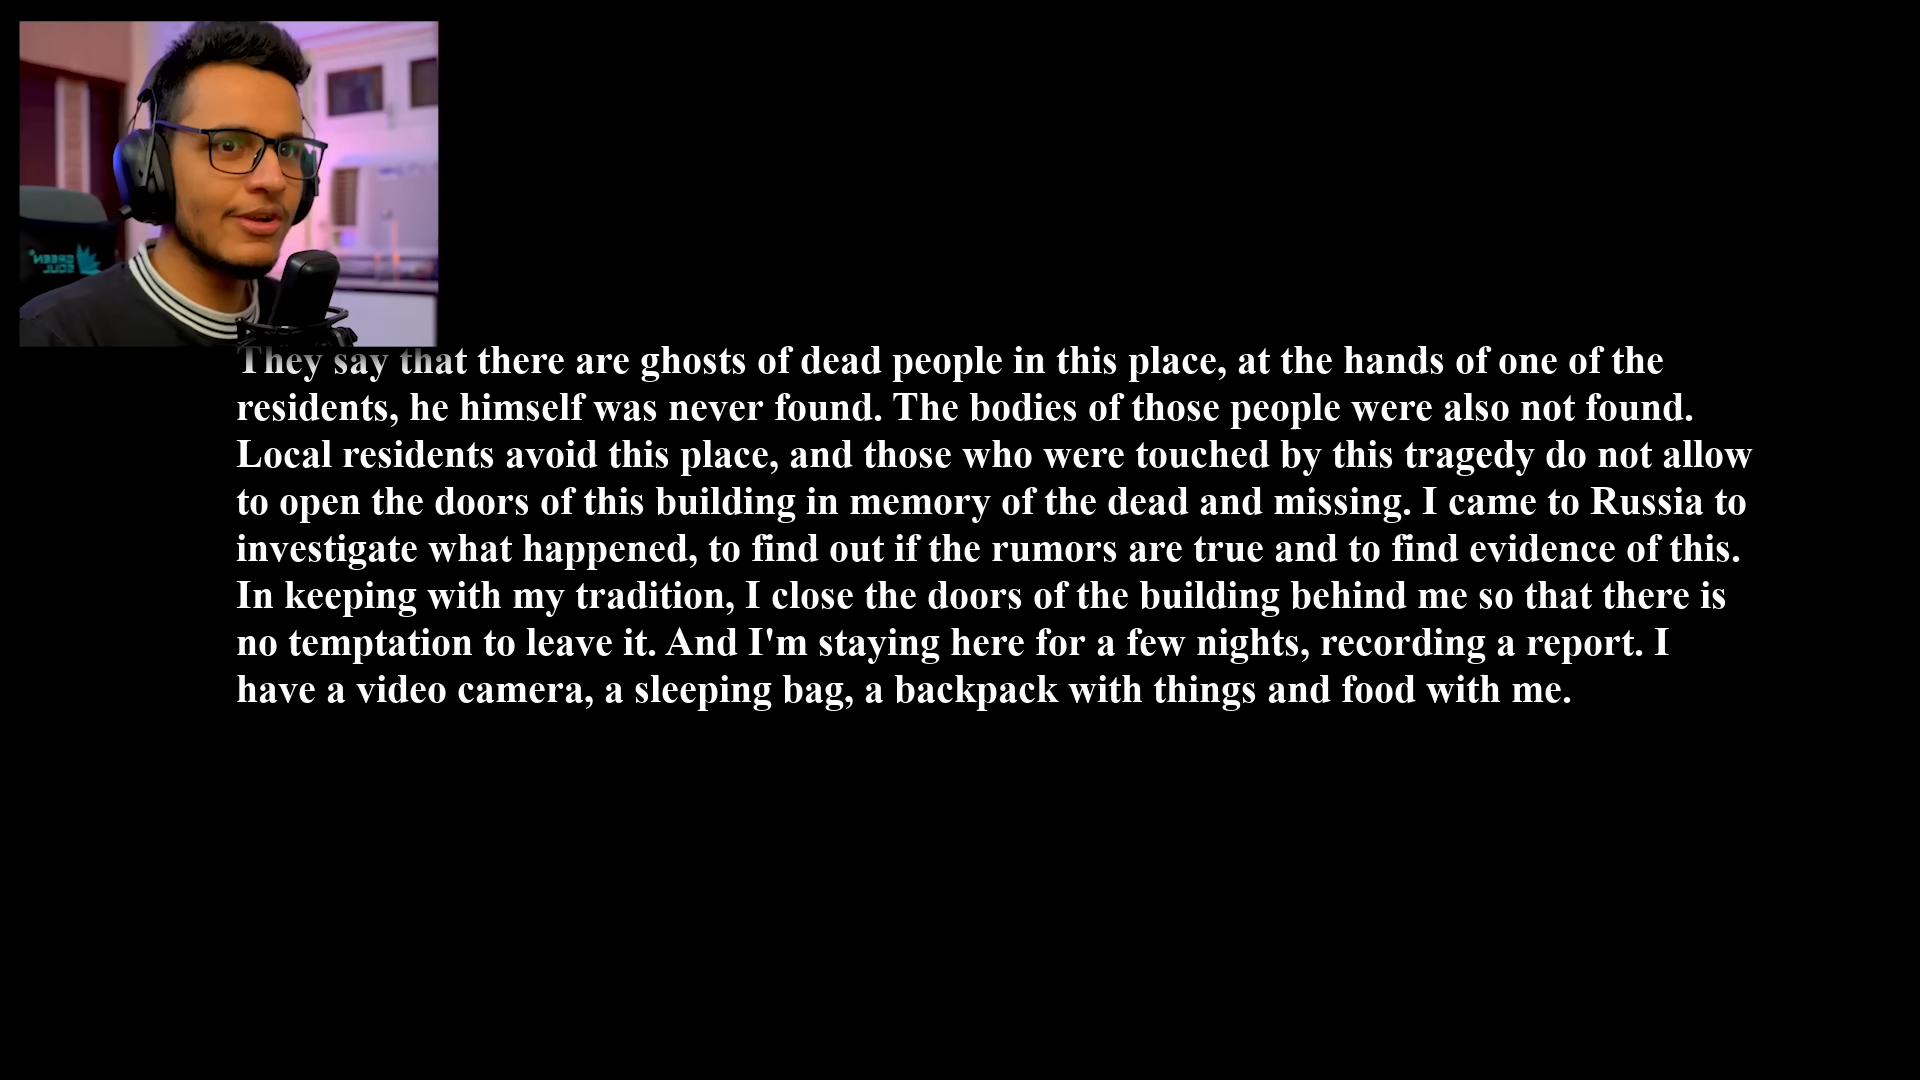 GREEN
SOUL
They say that there are ghosts of dead people in this place, at the hands of one of the
residents, he himself was never found. The bodies of those people were also not found.
Local residents avoid this place, and those who were touched by this tragedy do not allow
to open the doors of this building in memory of the dead and missing. I came to Russia to
investigate what happened, to find out if the rumors are true and to find evidence of this.
In keeping with my tradition, I close the doors of the building behind me so that there is
no temptation to leave it. And I'm staying here for a few nights, recording a report. I
have a video camera, a sleeping bag, a backpack with things and food with me.